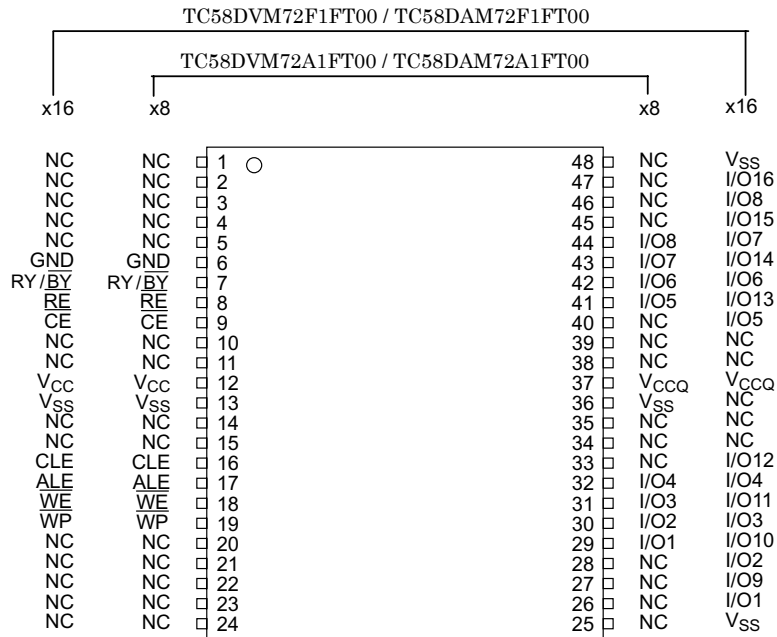 TC58DVM72F1FT00 / TC58DAM72F1FT00
TC58DVM72A1FT00 / TC58DAM72A1FT00
x16 x8 x8 x16
NC NC 1 48 NC VSS
NC NC 2 47 NC I/O16
NC NC 3 46 NC I/O8
NC NC 4 45 NC I/O15
NC NC 5 44 I/O8 I/O7
GND GND 6 43 I/O7 I/O14
RY/BY RY/BY 7 42 I/O6 I/O6
RE RE 8 41 I/O5 I/O13
CE CE 9 40 NC I/O5
NC NC 10 39 NC NC
NC NC 11 38 NC NC
VCC VCC 12 37 VCCQ VCCQ
VSS VSS 13 36 VSS NC
NC NC 14 35 NC NC
NC NC 15 34 NC NC
CLE CLE 16 33 NC I/O12
ALE ALE 17 32 I/O4 I/O4
WE WE 18 31 I/O3 I/O11
WP WP 19 30 I/O2 I/O3
NC NC 20 29 I/O1 I/O10
NC NC 21 28 NC I/O2
NC NC 22 27 NC I/O9
NC NC 23 26 NC I/O1
NC NC 24 25 NC VSS